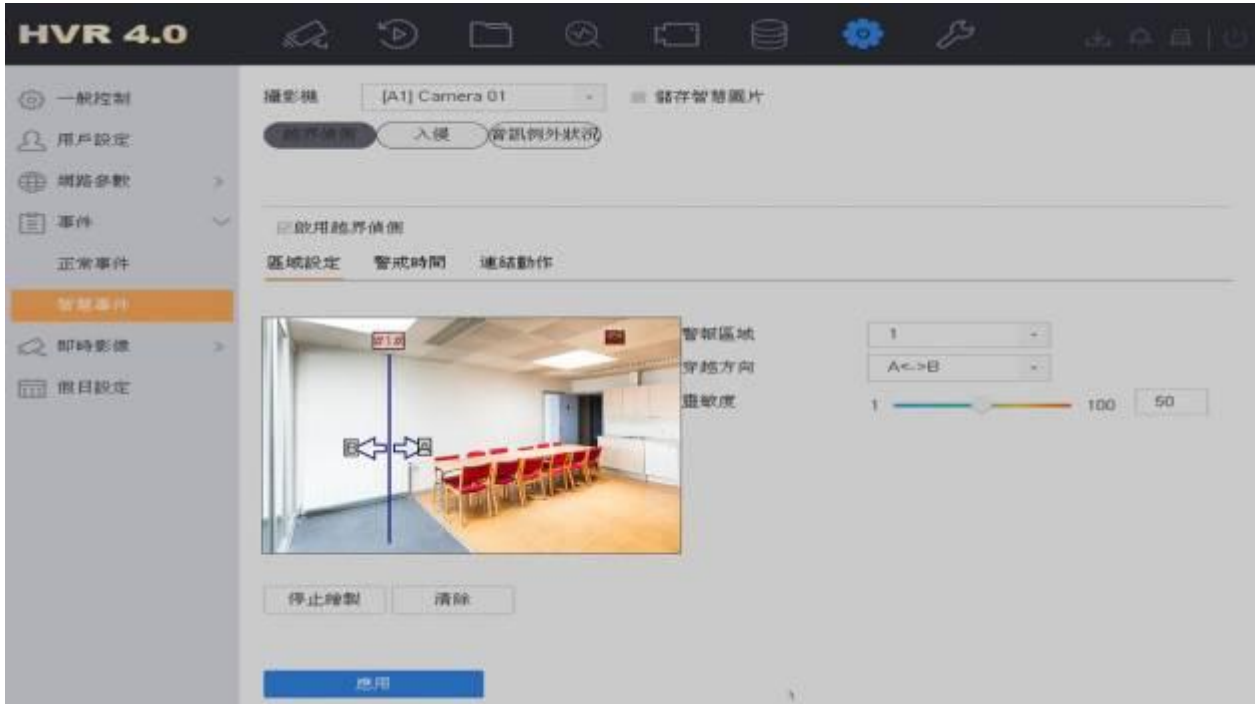 HVR 4.0
一般控制
用戶設定
網路參數
事件
正常事件
智慧事件
即時影像
假日設定
攝影機 [A1] Camera 01 儲存智慧圖片
越界偵測 入侵 音訊例外狀況
啟用越界偵測
區域設定 警戒時間 連結動作
#1#
B A
警報區域 1
穿越方向 A<->B
靈敏度 1 100 50
停止繪製 清除
應用